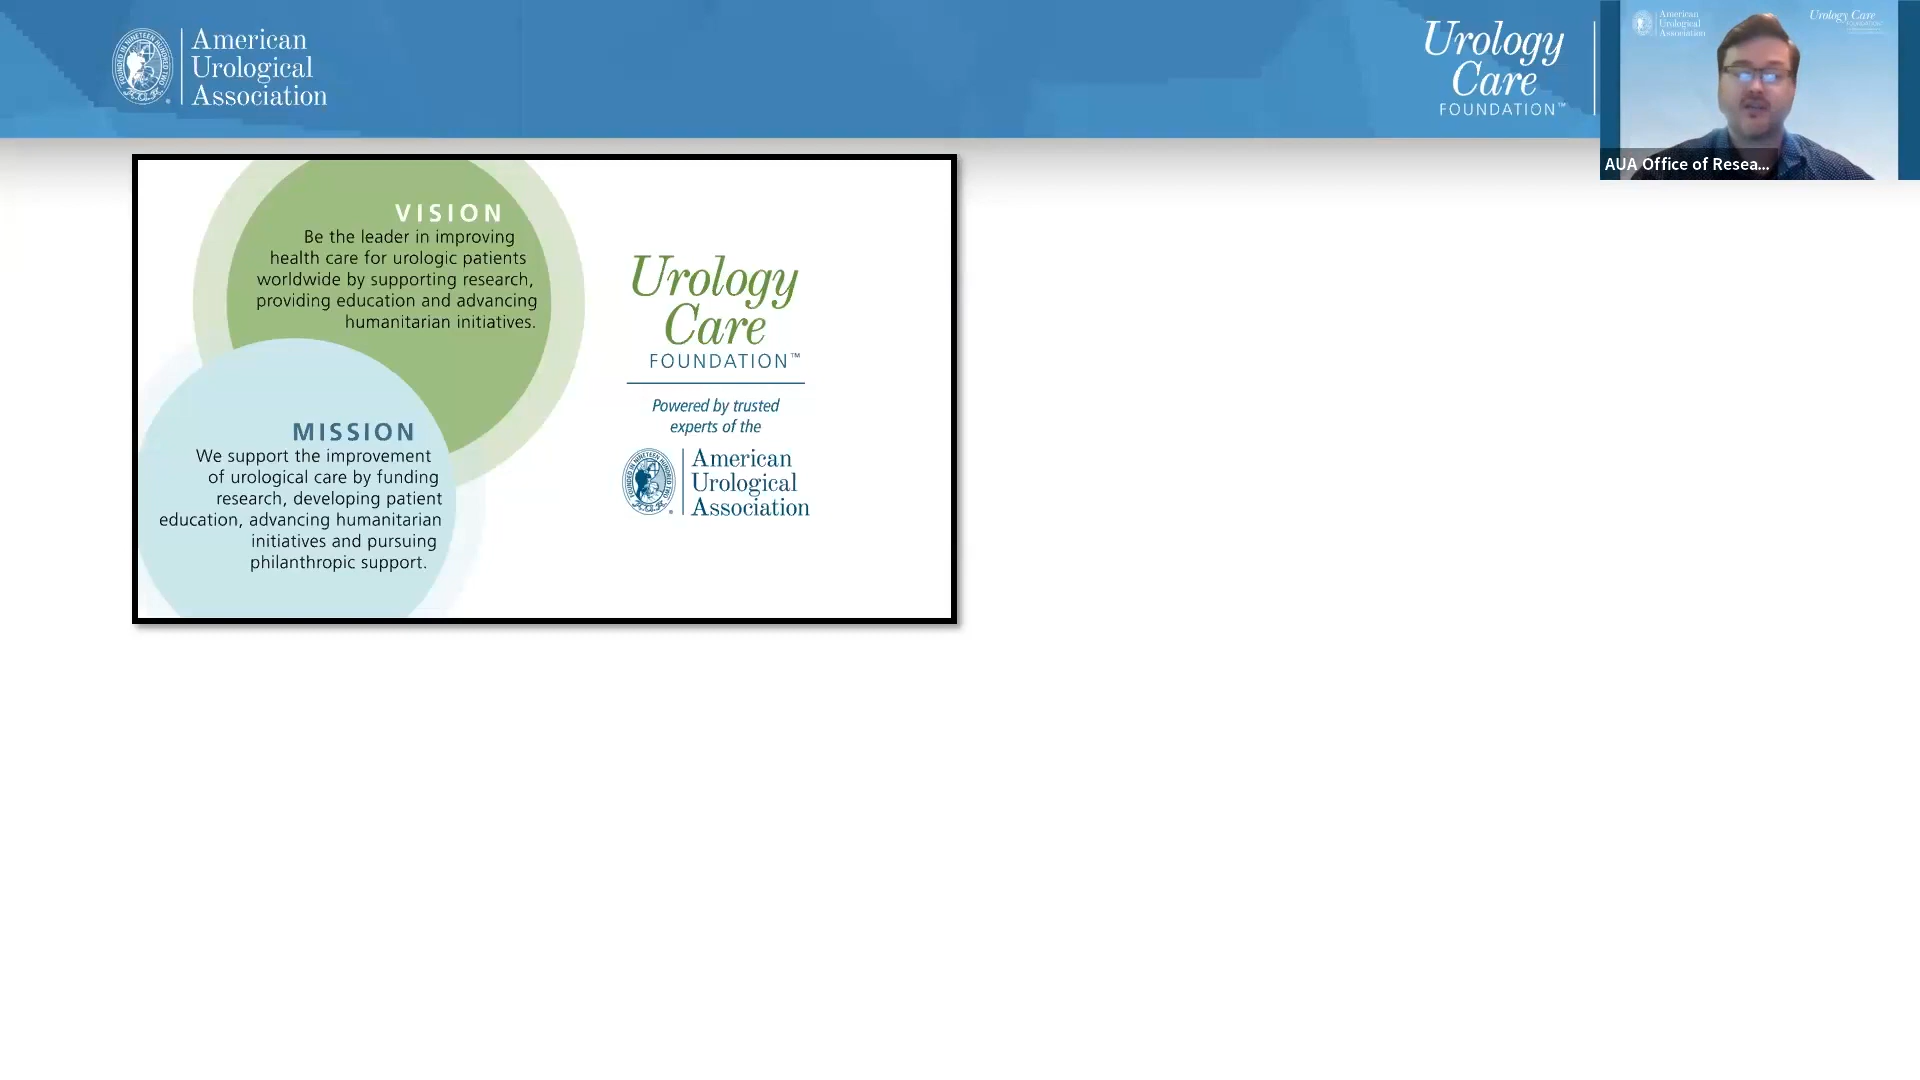 American
Urological
Association
Urology
Care
FOUNDATION™
American
Urological
Association
Urology Care
AUA Office of Resea...
VISION
Be the leader in improving
health care for urologic patients
worldwide by supporting research,
providing education and advancing
humanitarian initiatives.
MISSION
We support the improvement
of urological care by funding
research, developing patient
education, advancing humanitarian
initiatives and pursuing
philanthropic support.
Urology
Care
FOUNDATION™
Powered by trusted
experts of the
American
Urological
Association